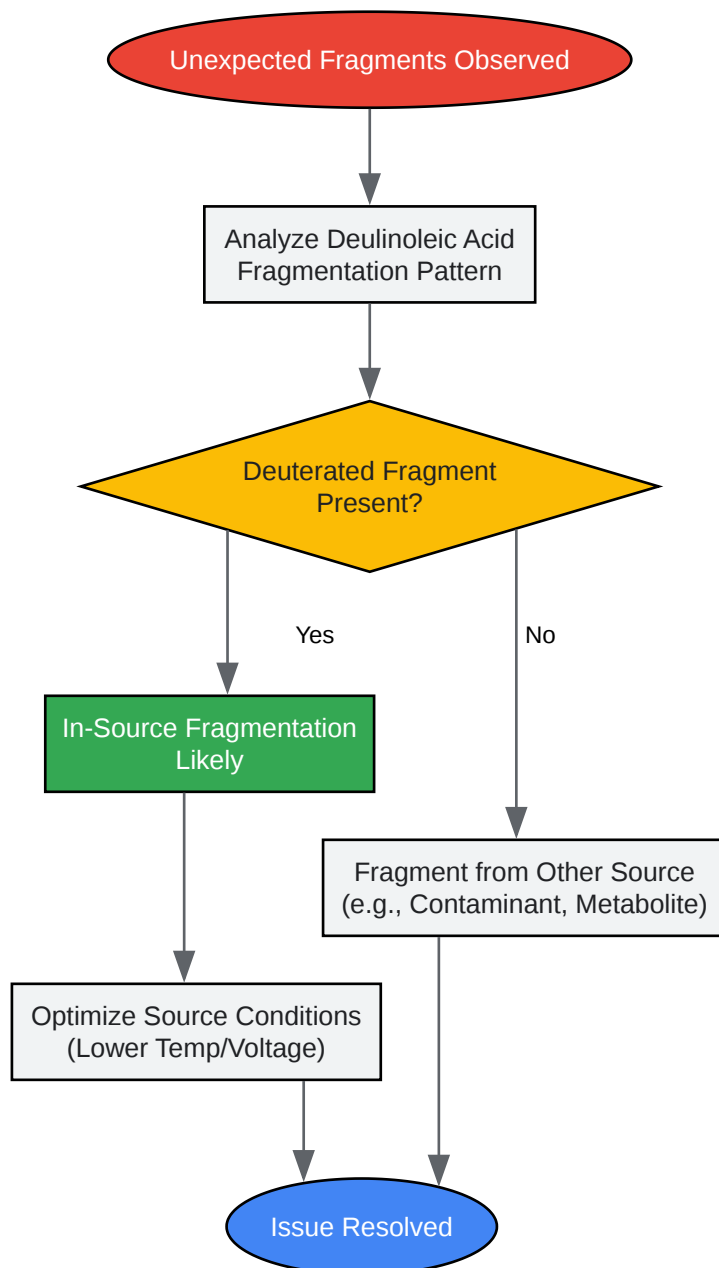 Unexpected Fragments Observed
Analyze Deulinoleic Acid
Fragmentation Pattern
Deuterated Fragment
Present?
Yes
No
In-Source Fragmentation
Likely
Fragment from Other Source
(e.g., Contaminant, Metabolite)
Optimize Source Conditions
(Lower Temp/Voltage)
Issue Resolved